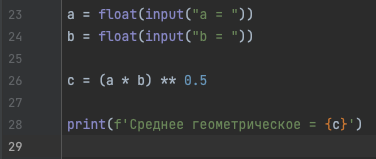 23 a = float(input("a = "))
24 b = float(input("b = "))
25
26 c = (a * b) ** 0.5
27
28 print(f'Среднее геометрическое = {c}')
29